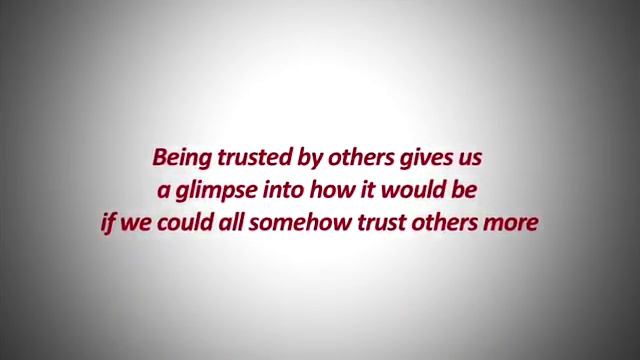 Being trusted by others gives us
a glimpse into how it would be
if we could all somehow trust others more